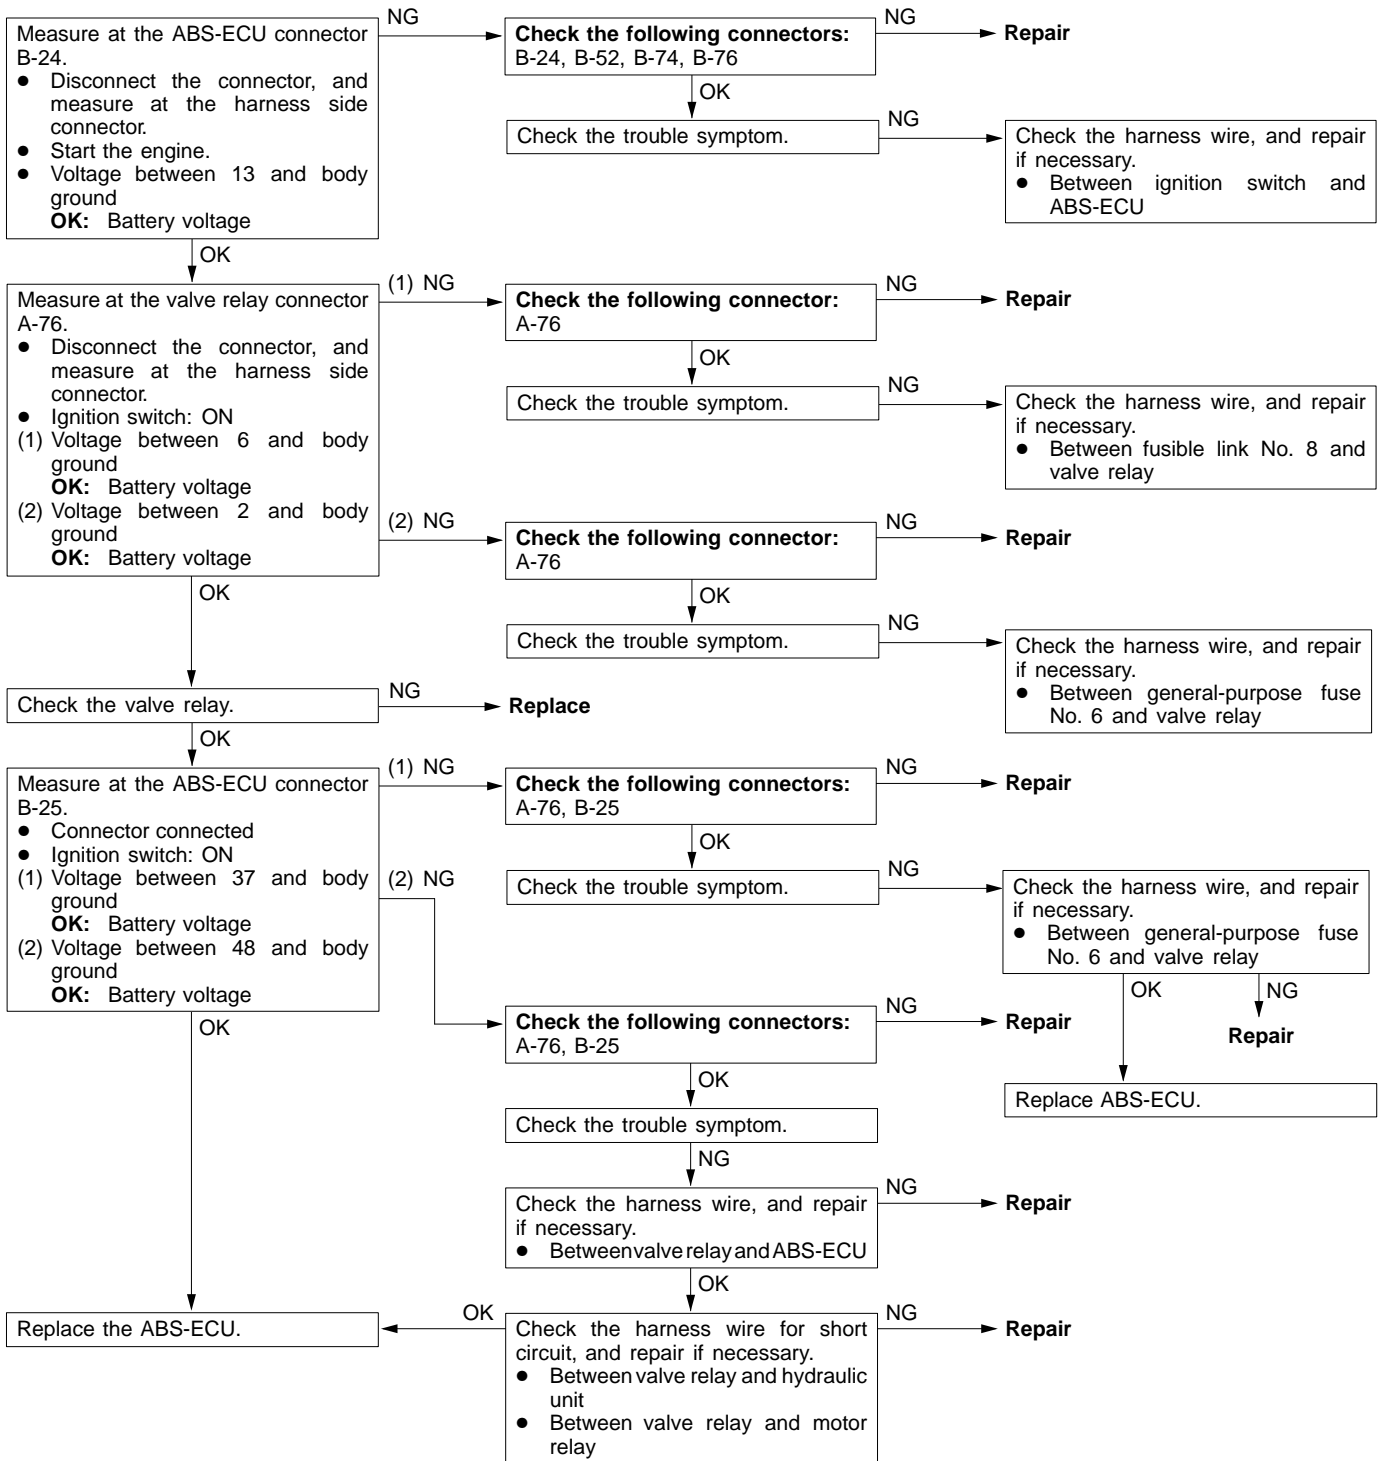 Measure at the ABS-ECU connector
B-24.
● Disconnect the connector, and
measure at the harness side
connector.
● Start the engine.
● Voltage between 13 and body
ground
OK: Battery voltage
NG
Check the following connectors:
B-24, B-52, B-74, B-76
NG
Repair
OK
Check the trouble symptom.
NG
Check the harness wire, and repair
if necessary.
● Between ignition switch and
ABS-ECU
OK
Measure at the valve relay connector
A-76.
● Disconnect the connector, and
measure at the harness side
connector.
● Ignition switch: ON
(1) Voltage between 6 and body
ground
OK: Battery voltage
(2) Voltage between 2 and body
ground
OK: Battery voltage
(1) NG
Check the following connector:
A-76
NG
Repair
OK
Check the trouble symptom.
NG
Check the harness wire, and repair
if necessary.
● Between fusible link No. 8 and
valve relay
(2) NG
Check the following connector:
A-76
NG
Repair
OK
Check the trouble symptom.
NG
Check the harness wire, and repair
if necessary.
● Between general-purpose fuse
No. 6 and valve relay
OK
Check the valve relay.
NG
Replace
OK
Measure at the ABS-ECU connector
B-25.
● Connector connected
● Ignition switch: ON
(1) Voltage between 37 and body
ground
OK: Battery voltage
(2) Voltage between 48 and body
ground
OK: Battery voltage
(1) NG
Check the following connectors:
A-76, B-25
NG
Repair
OK
Check the trouble symptom.
NG
Check the harness wire, and repair
if necessary.
● Between general-purpose fuse
No. 6 and valve relay
OK
NG
Repair
Replace ABS-ECU.
(2) NG
Check the following connectors:
A-76, B-25
NG
Repair
OK
Check the trouble symptom.
NG
Check the harness wire, and repair
if necessary.
● Between valve relay and ABS-ECU
NG
Repair
OK
Check the harness wire for short
circuit, and repair if necessary.
● Between valve relay and hydraulic
unit
● Between valve relay and motor
relay
NG
Repair
OK
OK
Replace the ABS-ECU.